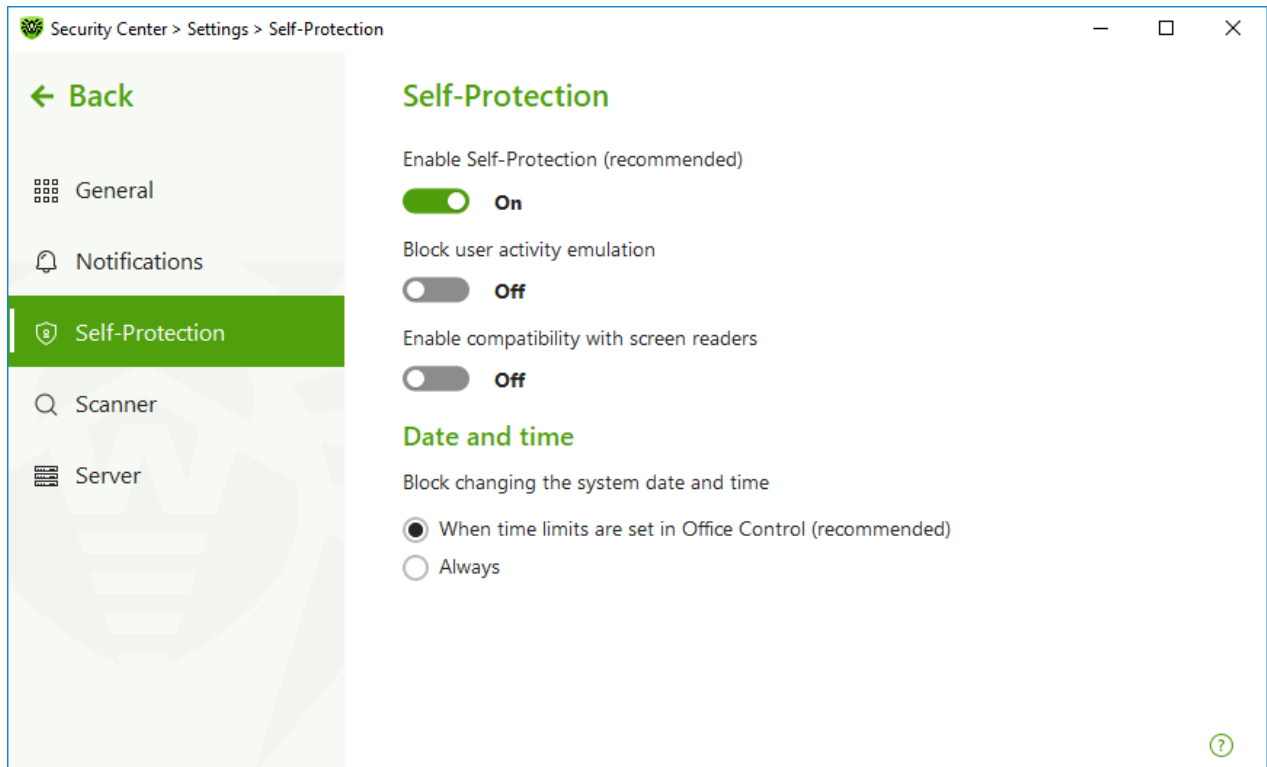 Security Center > Settings > Self-Protection
Back
General
Notifications
Self-Protection
Scanner
Server
Self-Protection
Enable Self-Protection (recommended)
On
Block user activity emulation
Off
Enable compatibility with screen readers
Off
Date and time
Block changing the system date and time
When time limits are set in Office Control (recommended)
Always
?